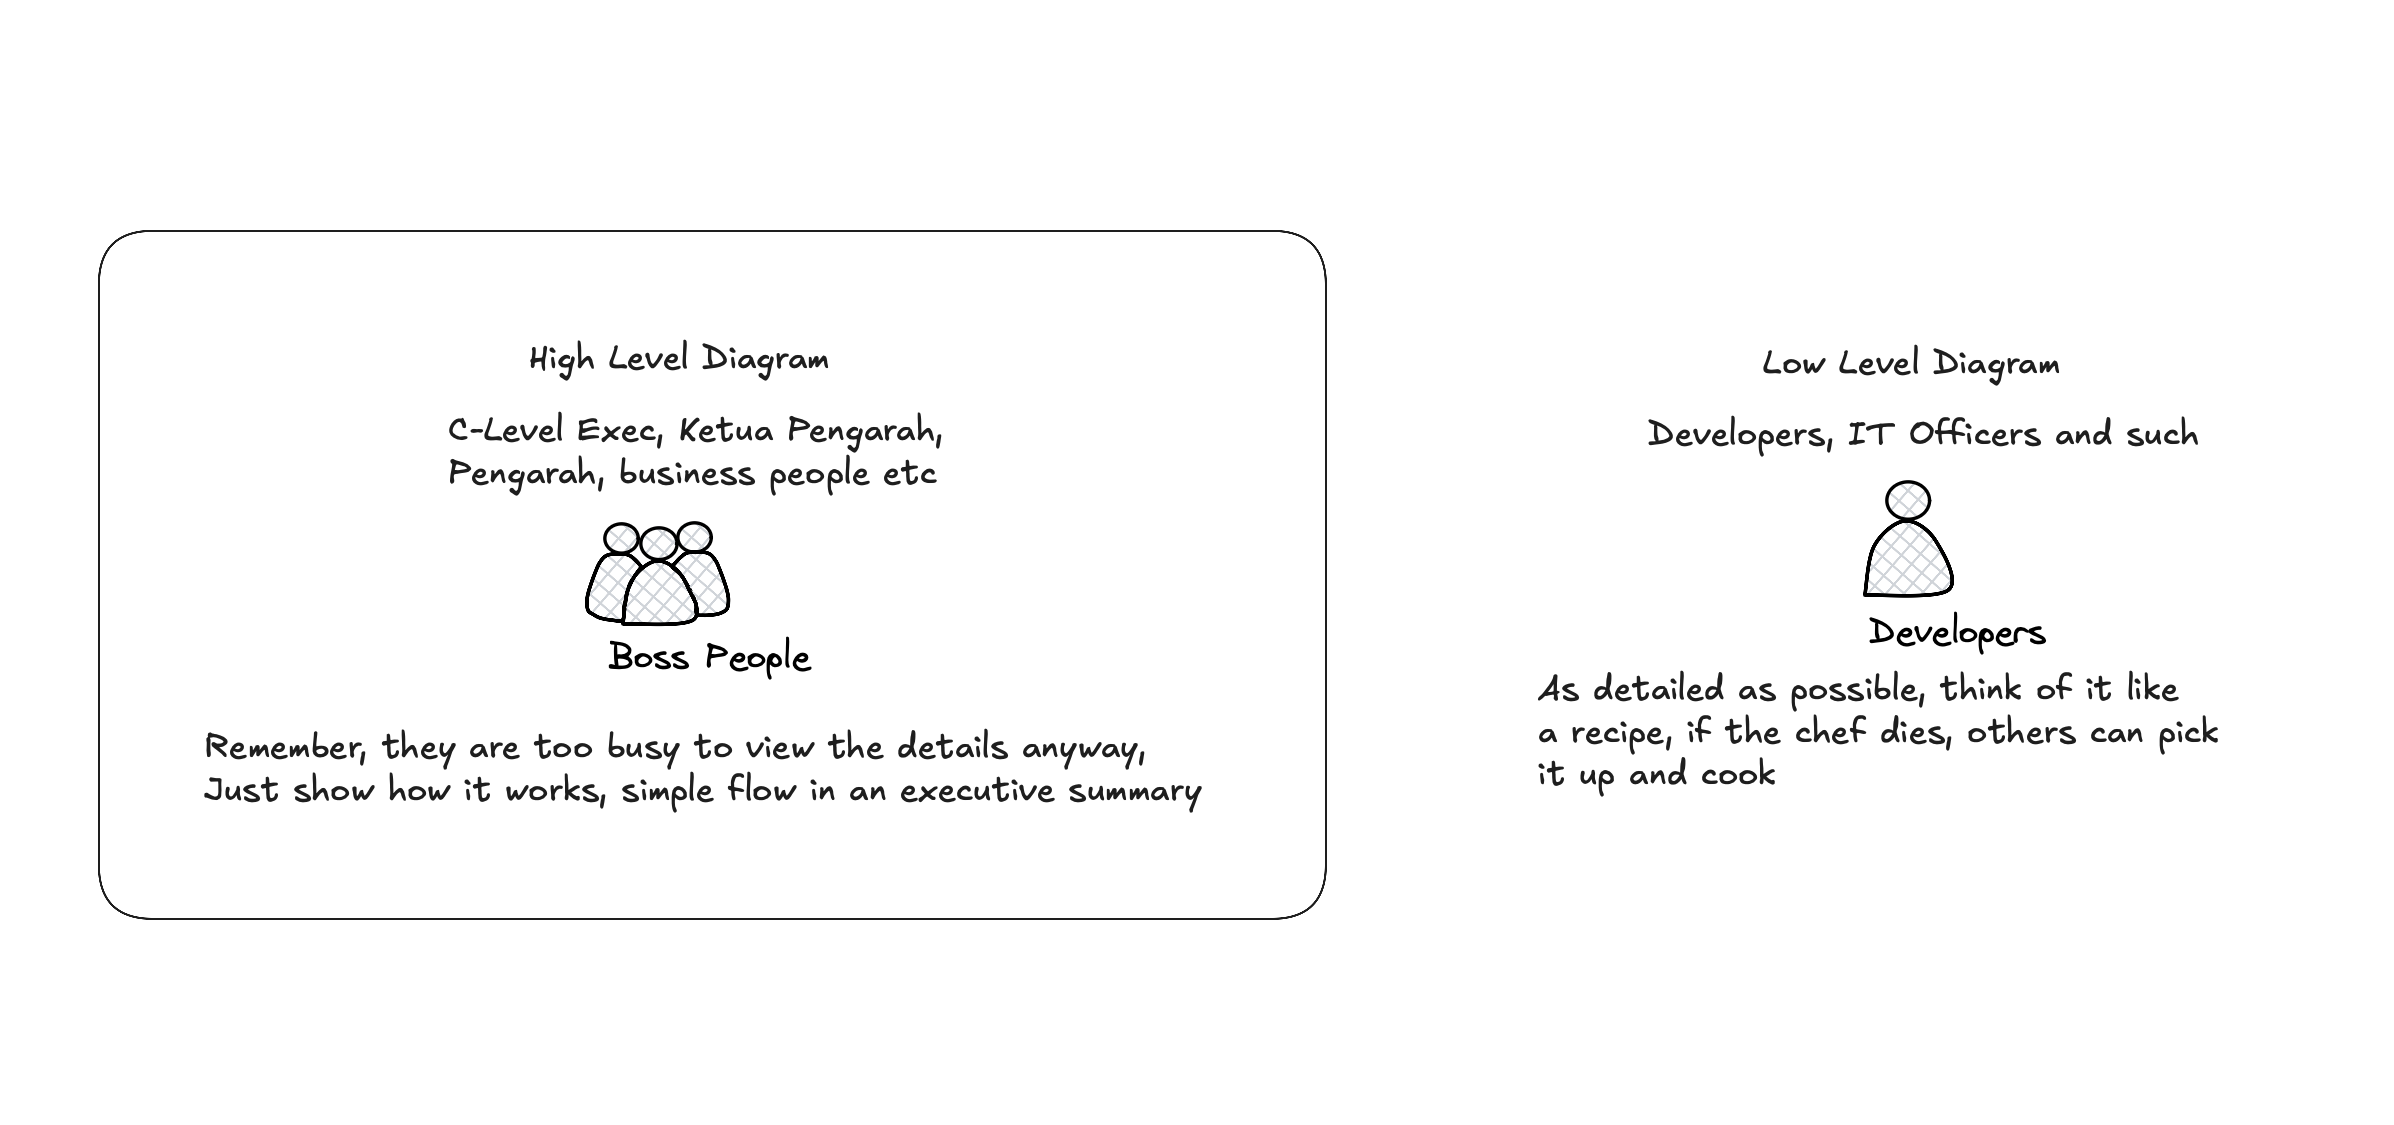 High Level Diagram
C-Level Exec, Ketua Pengarah,
Pengarah, business people etc
Boss People
Remember, they are too busy to view the details anyway,
Just show how it works, simple flow in an executive summary
Low Level Diagram
Developers, IT Officers and such
Developers
As detailed as possible, think of it like
a recipe, if the chef dies, others can pick
it up and cook